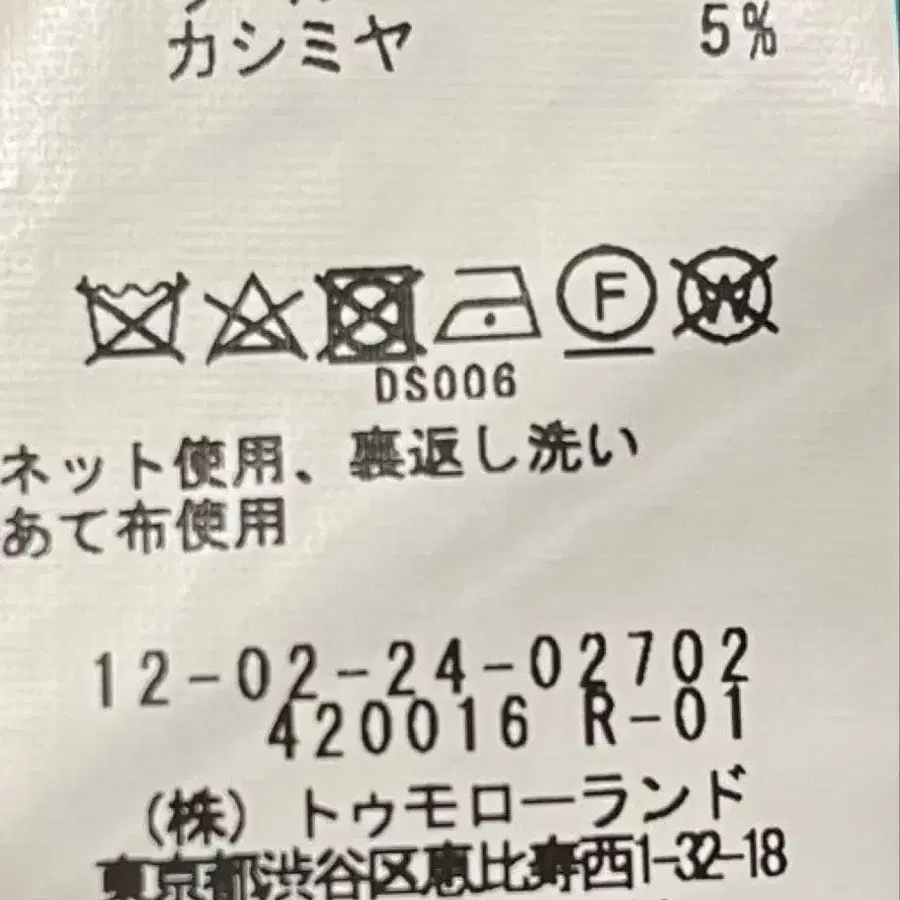 カシミヤ 5%
F W
DS006
ネット使用、裏返し洗い
あて布使用
12-02-24-02702
420016 R-01
(株) トゥモローランド
東京都渋谷区恵比寿西1-32-18